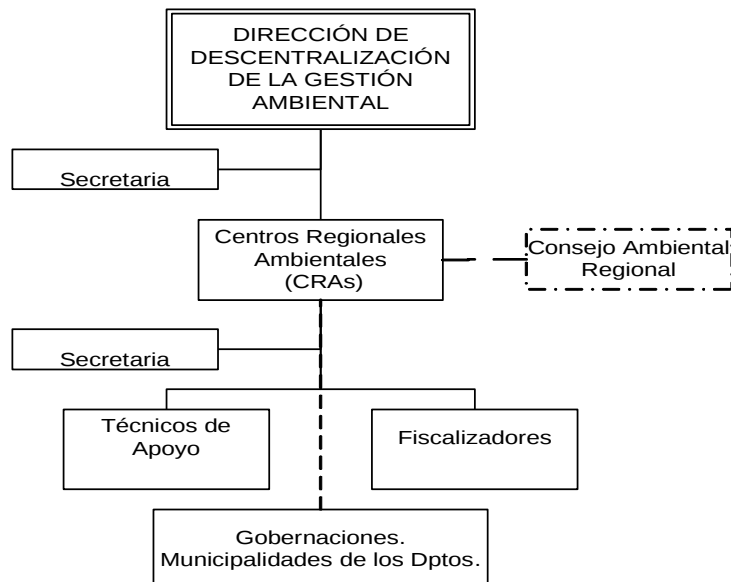 DIRECCIÓN DE
DESCENTRALIZACIÓN
DE LA GESTIÓN
AMBIENTAL
Secretaria
Centros Regionales
Ambientales
(CRAs)
Consejo Ambiental
Regional
Secretaria
Técnicos de
Apoyo
Fiscalizadores
Gobernaciones.
Municipalidades de los Dptos.